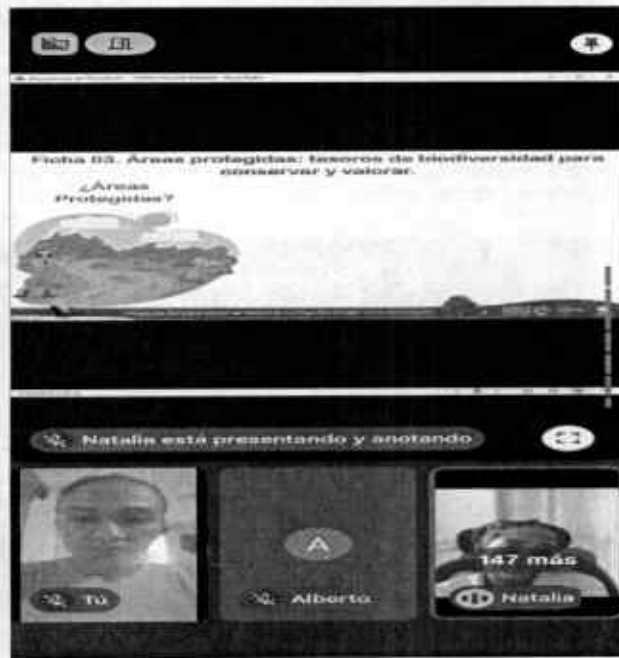 Ficha 03. Áreas protegidas: tesoros de biodiversidad para
conservar y valorar.
¿Áreas
Protegidas?
Natalia está presentando y anotando
A
147 más
Tú
Alberto
Natalia